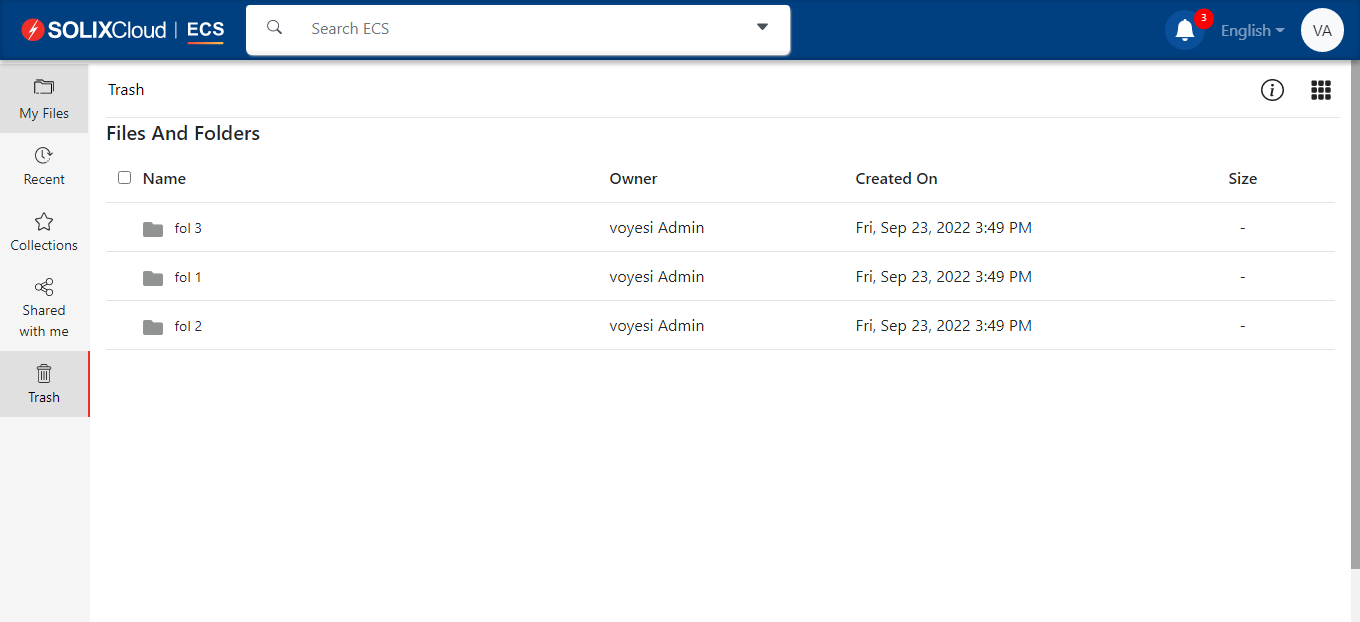 SOLIXCloud | ECS
Search ECS
3
English
VA
My Files
Recent
Collections
Shared
with me
Trash
Trash
Files And Folders
Name Owner Created On Size
fol 3 voyesi Admin Fri, Sep 23, 2022 3:49 PM -
fol 1 voyesi Admin Fri, Sep 23, 2022 3:49 PM -
fol 2 voyesi Admin Fri, Sep 23, 2022 3:49 PM -